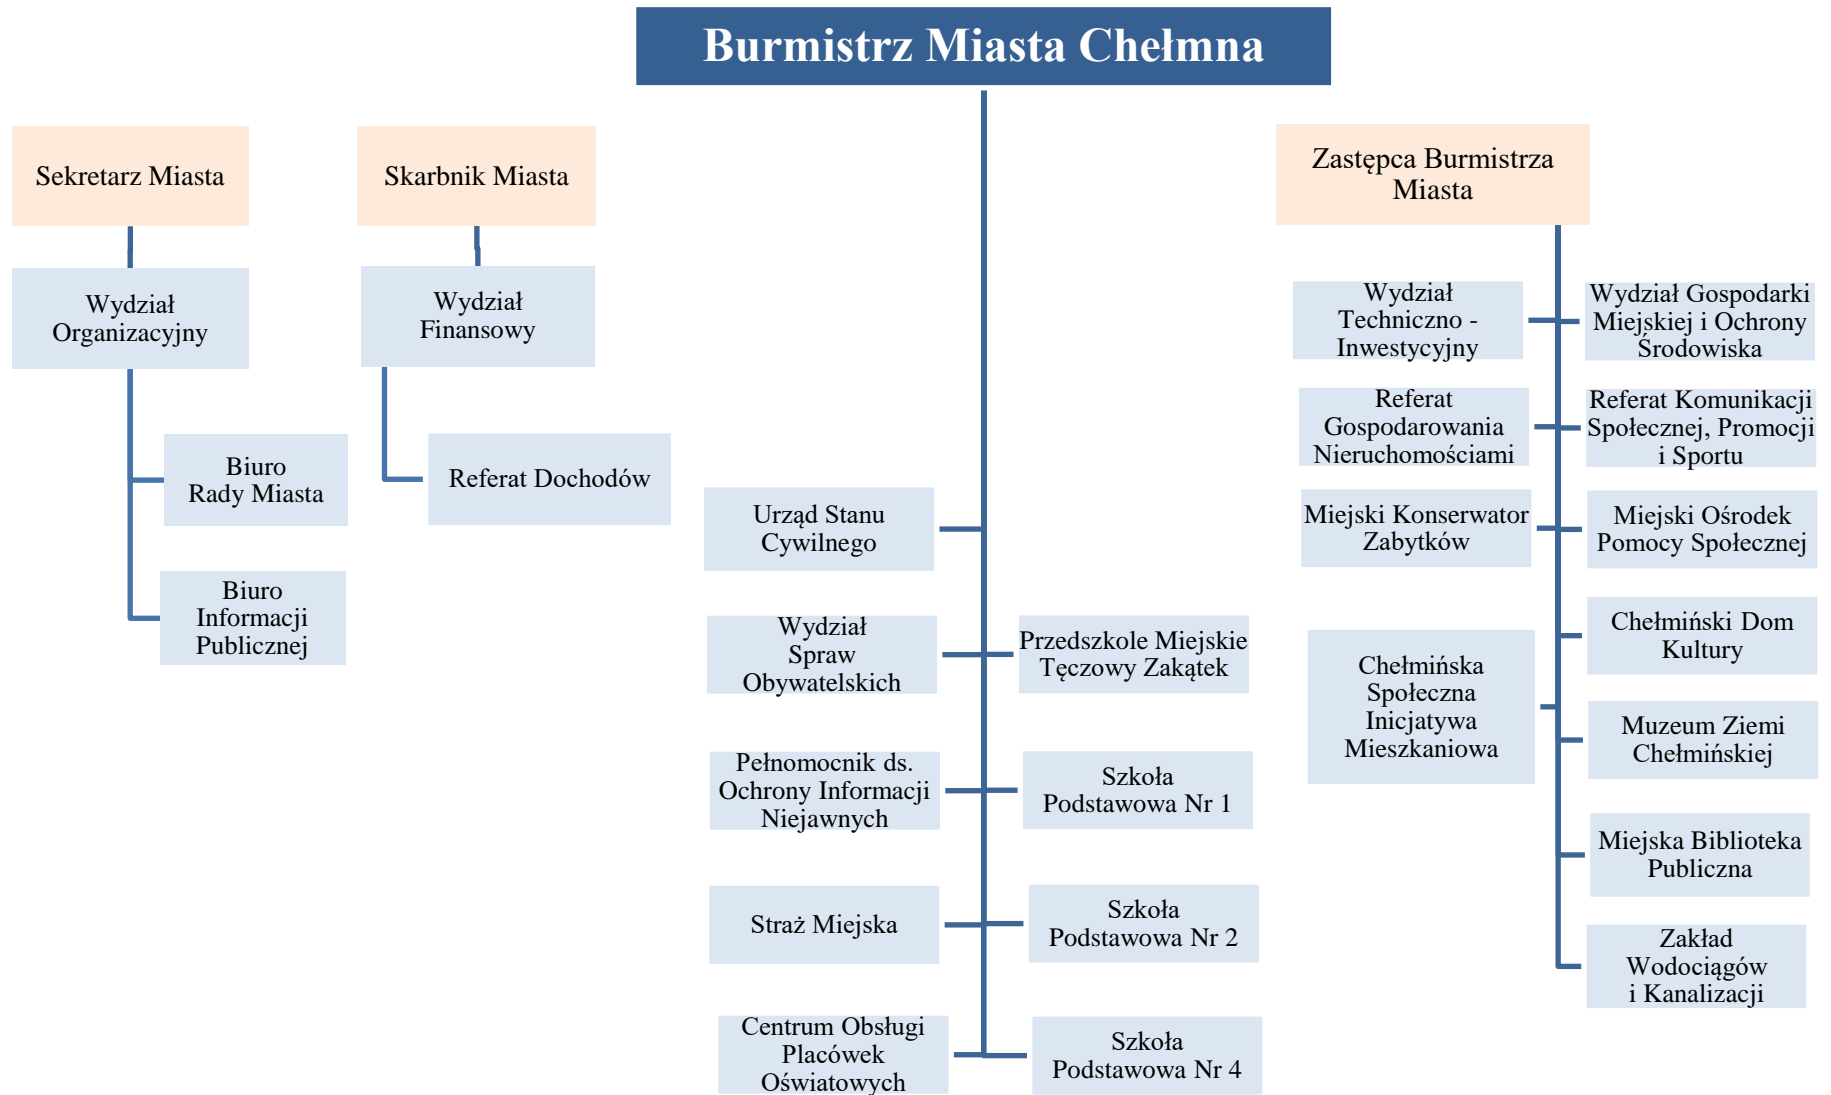 Burmistrz Miasta Chełmna
Sekretarz Miasta
Wydział
Organizacyjny
Biuro
Rady Miasta
Biuro
Informacji
Publicznej
Skarbnik Miasta
Wydział
Finansowy
Referat Dochodów
Urząd Stanu
Cywilnego
Wydział
Spraw
Obywatelskich
Przedszkole Miejskie
Tęczowy Zakątek
Pełnomocnik ds.
Ochrony Informacji
Niejawnych
Szkoła
Podstawowa Nr 1
Straż Miejska
Szkoła
Podstawowa Nr 2
Centrum Obsługi
Placówek
Oświatowych
Szkoła
Podstawowa Nr 4
Zastępca Burmistrza
Miasta
Wydział
Techniczno -
Inwestycyjny
Wydział Gospodarki
Miejskiej i Ochrony
Środowiska
Referat
Gospodarowania
Nieruchomościami
Referat Komunikacji
Społecznej, Promocji
i Sportu
Miejski Konserwator
Zabytków
Miejski Ośrodek
Pomocy Społecznej
Chełmińska
Społeczna
Inicjatywa
Mieszkaniowa
Chełmiński Dom
Kultury
Muzeum Ziemi
Chełmińskiej
Miejska Biblioteka
Publiczna
Zakład
Wodociągów
i Kanalizacji